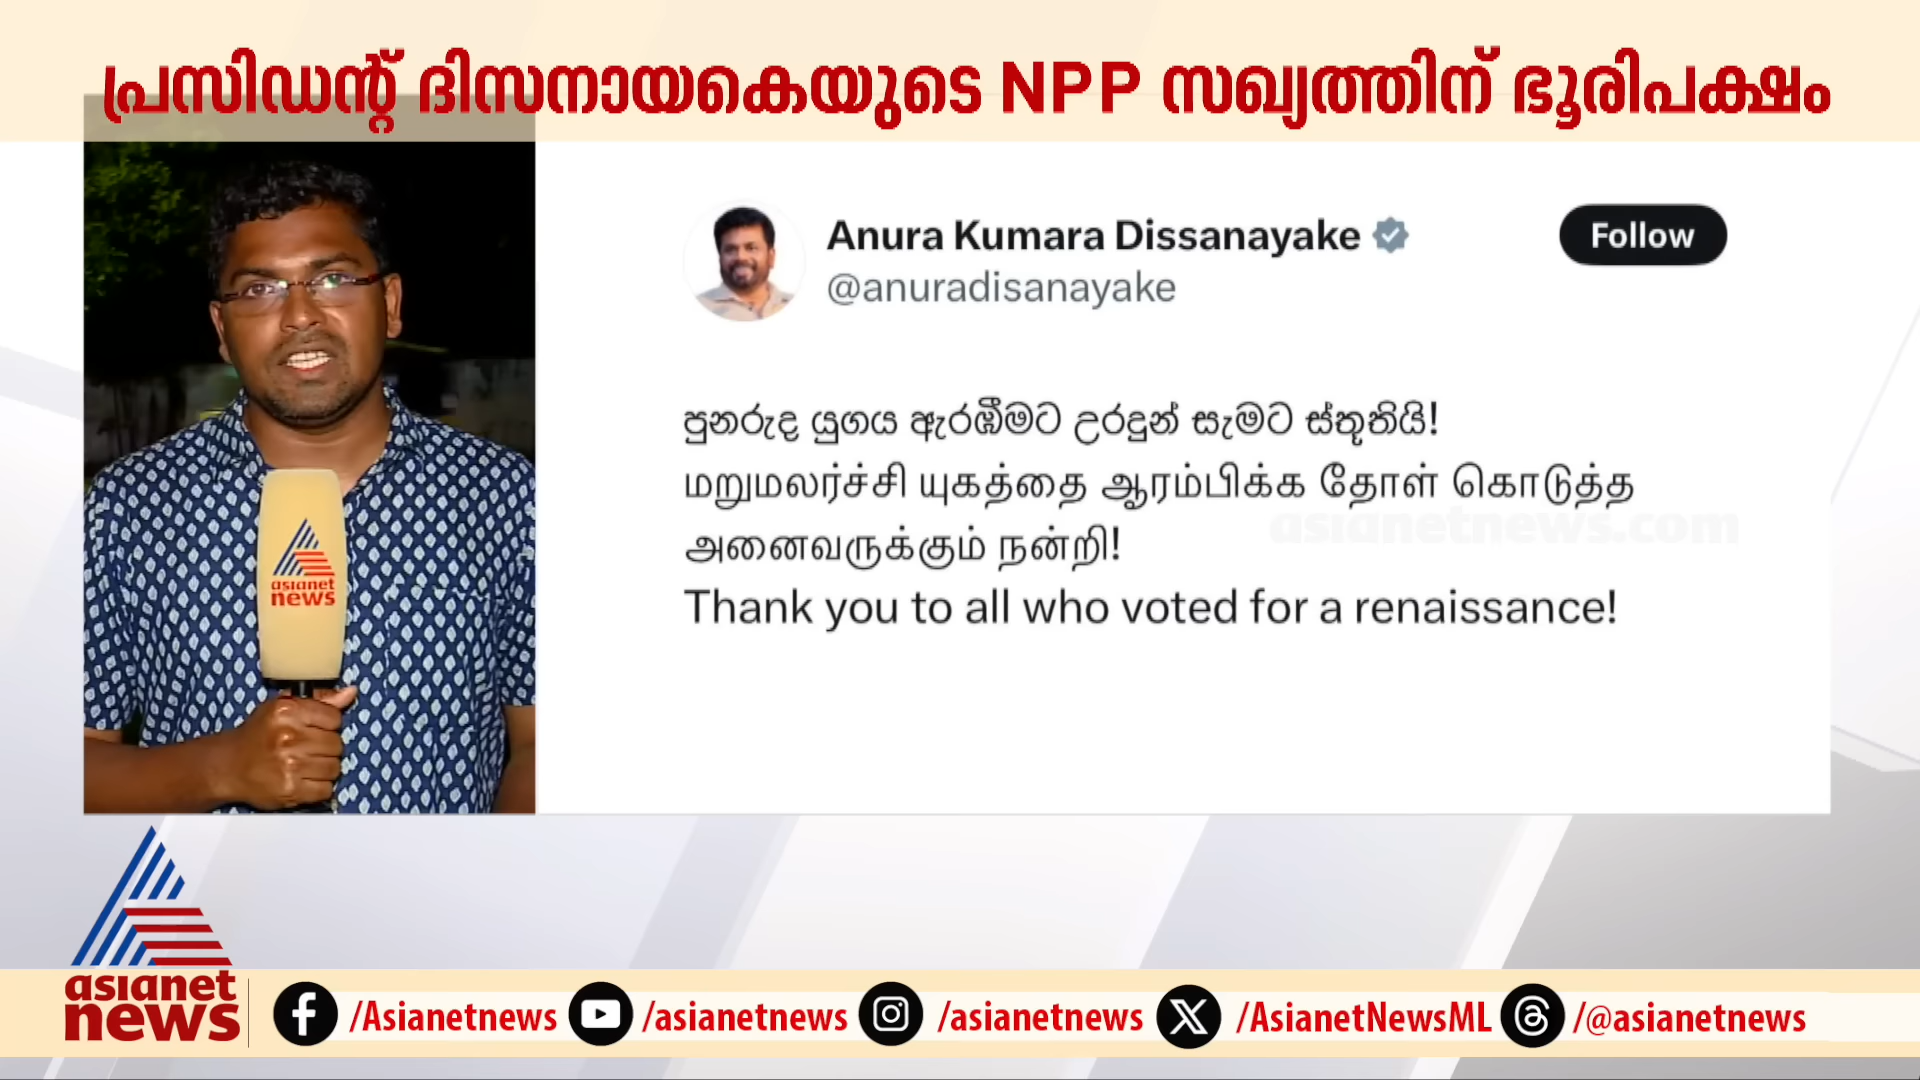 പ്രസിഡന്റ് ദിസനായകെയുടെ NPP സഖ്യത്തിന് ഭൂരിപക്ഷം
Anura Kumara Dissanayake
Follow
@anuradisanayake
පුනරුද යුගය ඇරඹීමට උරදුන් සැමට ස්තූතියි!
மறுமலர்ச்சி யுகத்தை ஆரம்பிக்க தோள் கொடுத்த
asianetnews.com
அனைவருக்கும் நன்றி!
Thank you to all who voted for a renaissance!
asianet
news
asianet
news
/Asianetnews
/asianetnews
/asianetnews
/AsianetNewsML
/@asianetnews